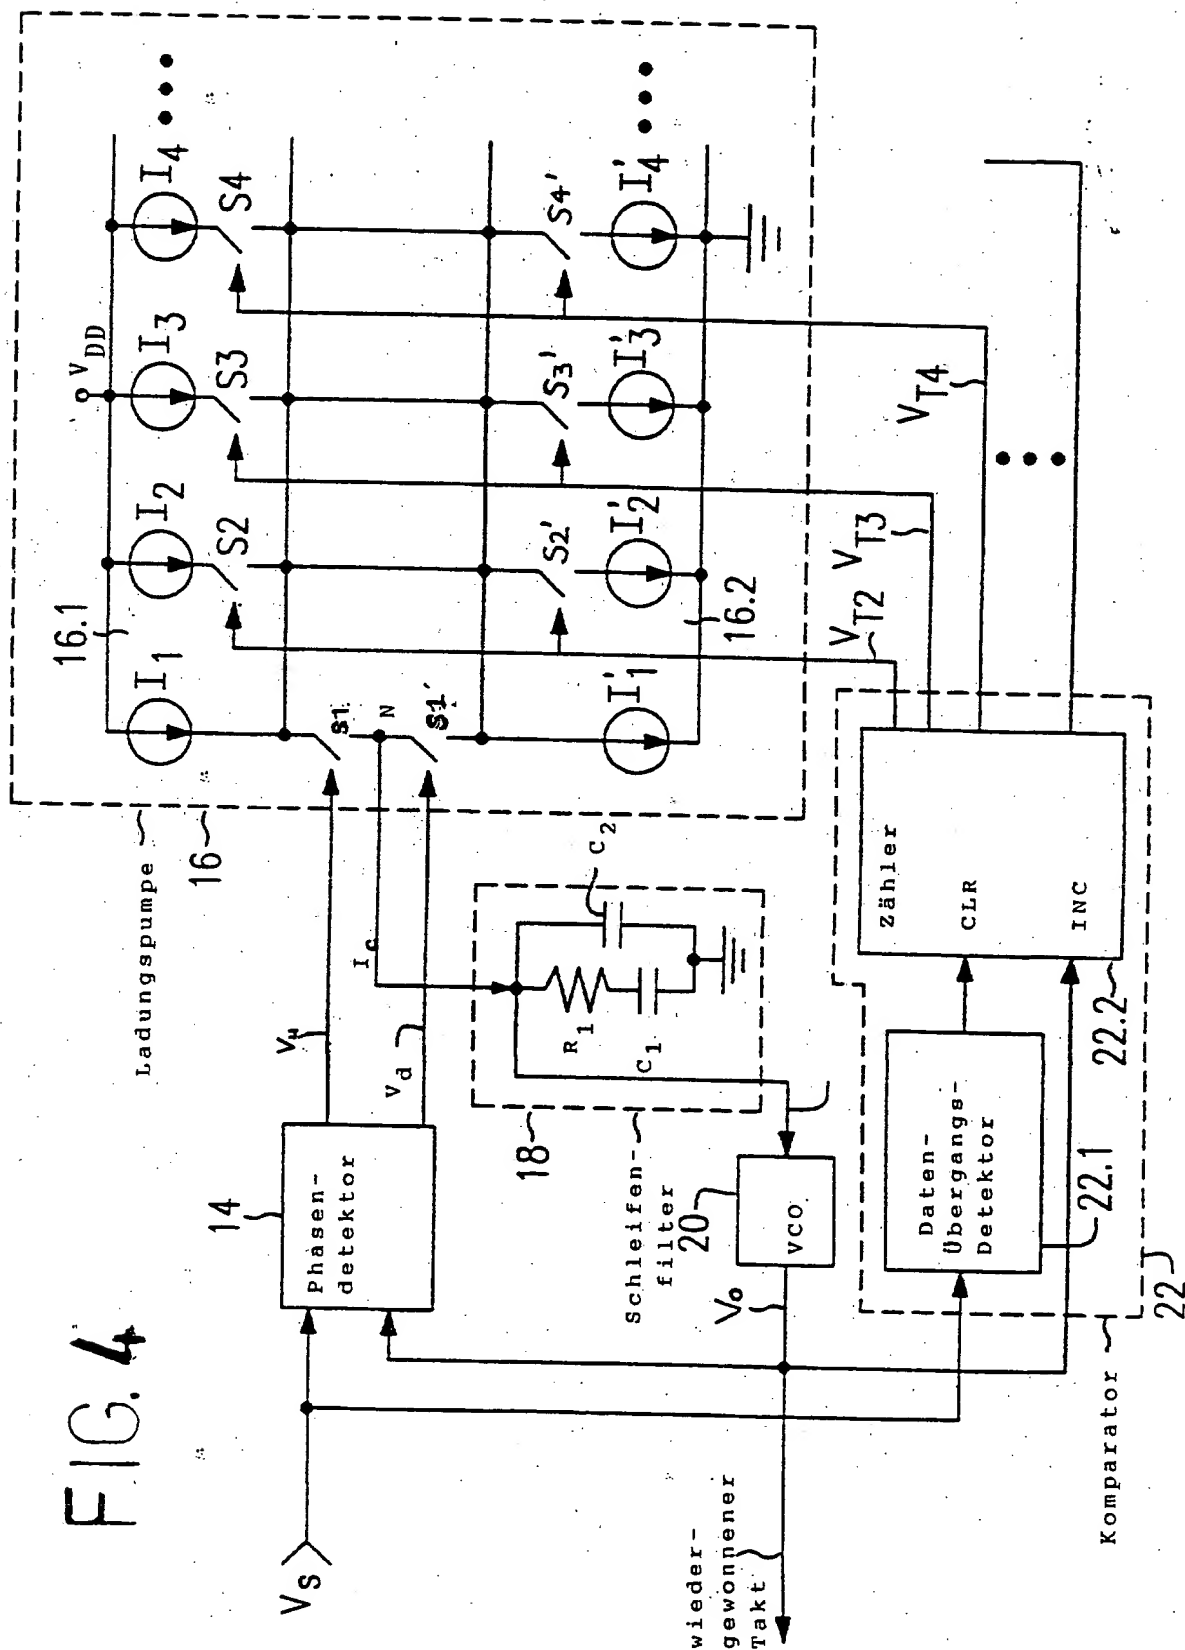 FIG. 4
V_S
14
Phasen-
detektor
V_u
V_d
Ladungspumpe
16
16.1
V_DD
I_1
I_2
I_3
I_4
S2
S3
S4
S1
N
S1'
S2'
S3'
S4'
I'_1
I'_2
I'_3
I'_4
16.2
I_c
R_1
C_1
C_2
18
Schleifen-
filter
20
VCO
V_o
wieder-
gewonnener
Takt
V_T2
V_T3
V_T4
Zähler
CLR
INC
22.2
Daten-
Übergangs-
Detektor
22.1
Komparator
22